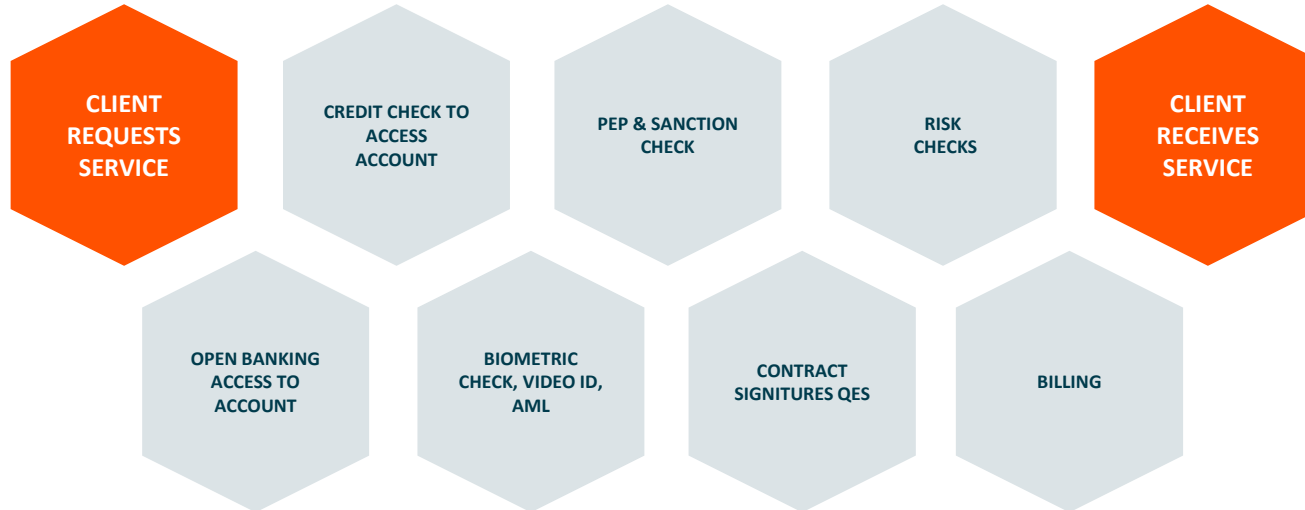 CLIENT
REQUESTS
SERVICE
CREDIT CHECK TO
ACCESS
ACCOUNT
PEP & SANCTION
CHECK
RISK
CHECKS
CLIENT
RECEIVES
SERVICE
OPEN BANKING
ACCESS TO
ACCOUNT
BIOMETRIC
CHECK, VIDEO ID,
AML
CONTRACT
SIGNITURES QES
BILLING